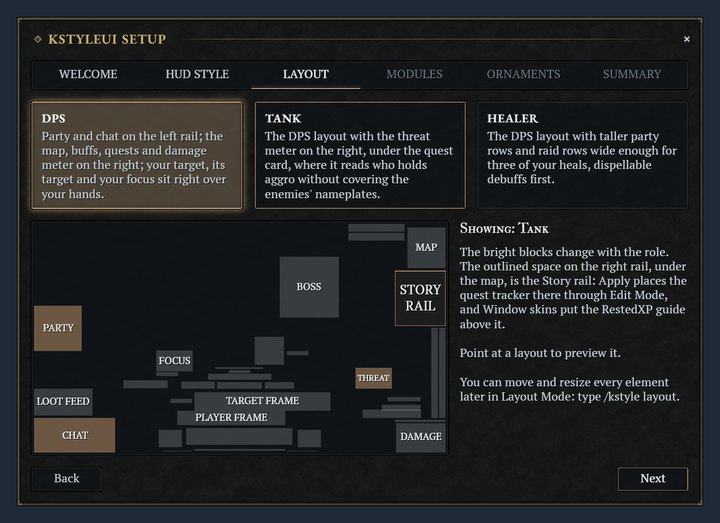 KSTYLEUI SETUP
×
WELCOME
HUD STYLE
LAYOUT
MODULES
ORNAMENTS
SUMMARY
DPS
Party and chat on the left rail; the
map, buffs, quests and damage
meter on the right; your target, its
target and your focus sit right over
your hands.
TANK
The DPS layout with the threat
meter on the right, under the quest
card, where it reads who holds
aggro without covering the
enemies' nameplates.
HEALER
The DPS layout with taller party
rows and raid rows wide enough for
three of your heals, dispellable
debuffs first.
MAP
BOSS
STORY
RAIL
PARTY
FOCUS
THREAT
LOOT FEED
TARGET FRAME
PLAYER FRAME
CHAT
DAMAGE
Showing: Tank
The bright blocks change with the role.
The outlined space on the right rail, under
the map, is the Story rail: Apply places the
quest tracker there through Edit Mode,
and Window skins put the RestedXP guide
above it.
Point at a layout to preview it.
You can move and resize every element
later in Layout Mode: type /kstyle layout.
Back
Next